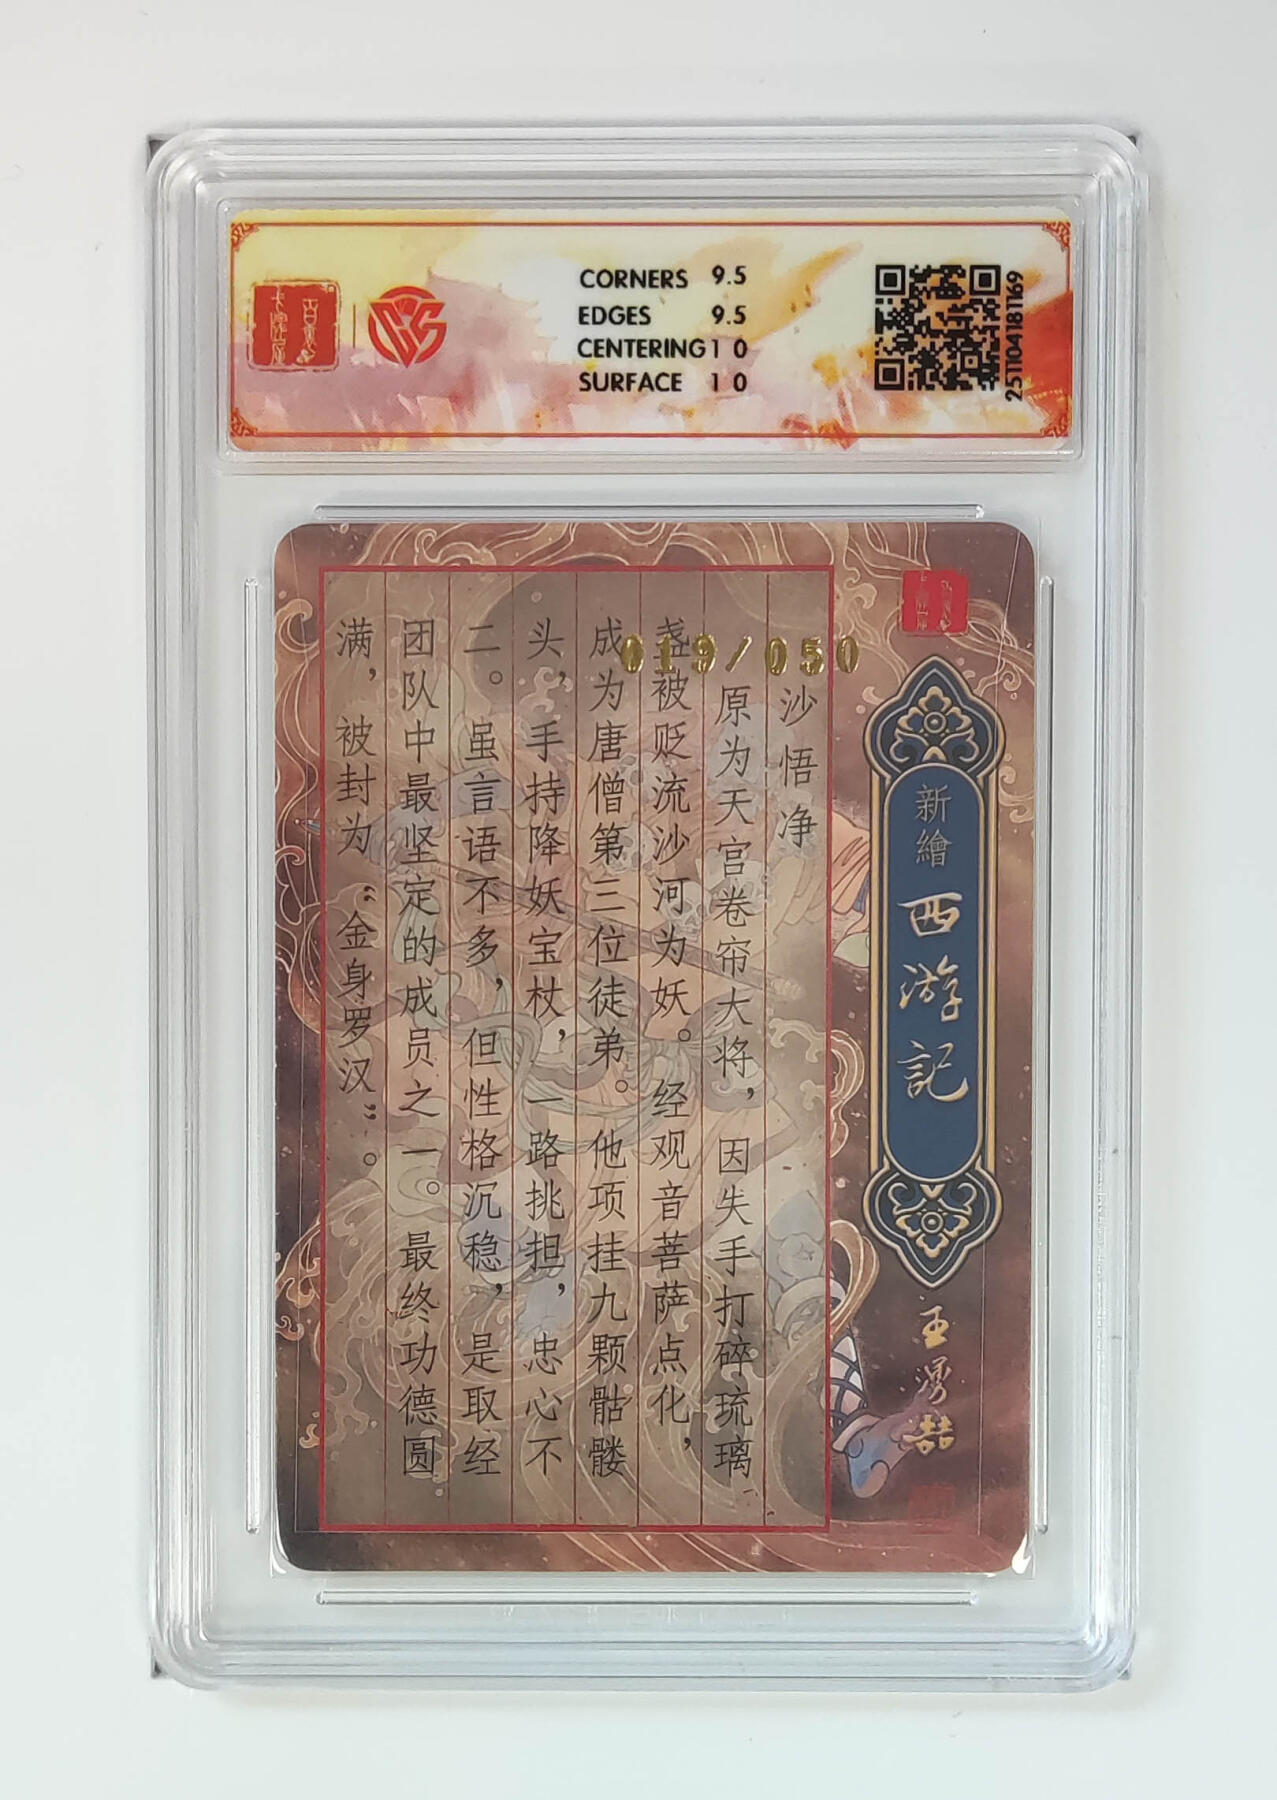 CORNERS 9.5
EDGES 9.5
CENTERING 10
SURFACE 10
251104181169
019/050
新繪
西游記
王湧喆
沙悟净
原为天宫卷帘大将，因失手打碎琉璃
盏被贬流沙河为妖。经观音菩萨点化，
成为唐僧第三位徒弟。他项挂九颗骷髅
头，手持降妖宝杖，一路挑担，忠心不
二。虽言语不多，但性格沉稳，是取经
团队中最坚定的成员之一。最终功德圆
满，被封为“金身罗汉”。